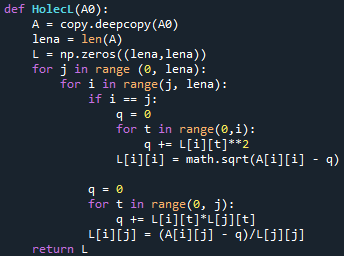 def HolecL(A0):
    A = copy.deepcopy(A0)
    lena = len(A)
    L = np.zeros((lena,lena))
    for j in range (0, lena):
        for i in range(j, lena):
            if i == j:
                q = 0
                for t in range(0,i):
                    q += L[i][t]**2
                L[i][i] = math.sqrt(A[i][i] - q)

            q = 0
            for t in range(0, j):
                q += L[i][t]*L[j][t]
            L[i][j] = (A[i][j] - q)/L[j][j]
    return L